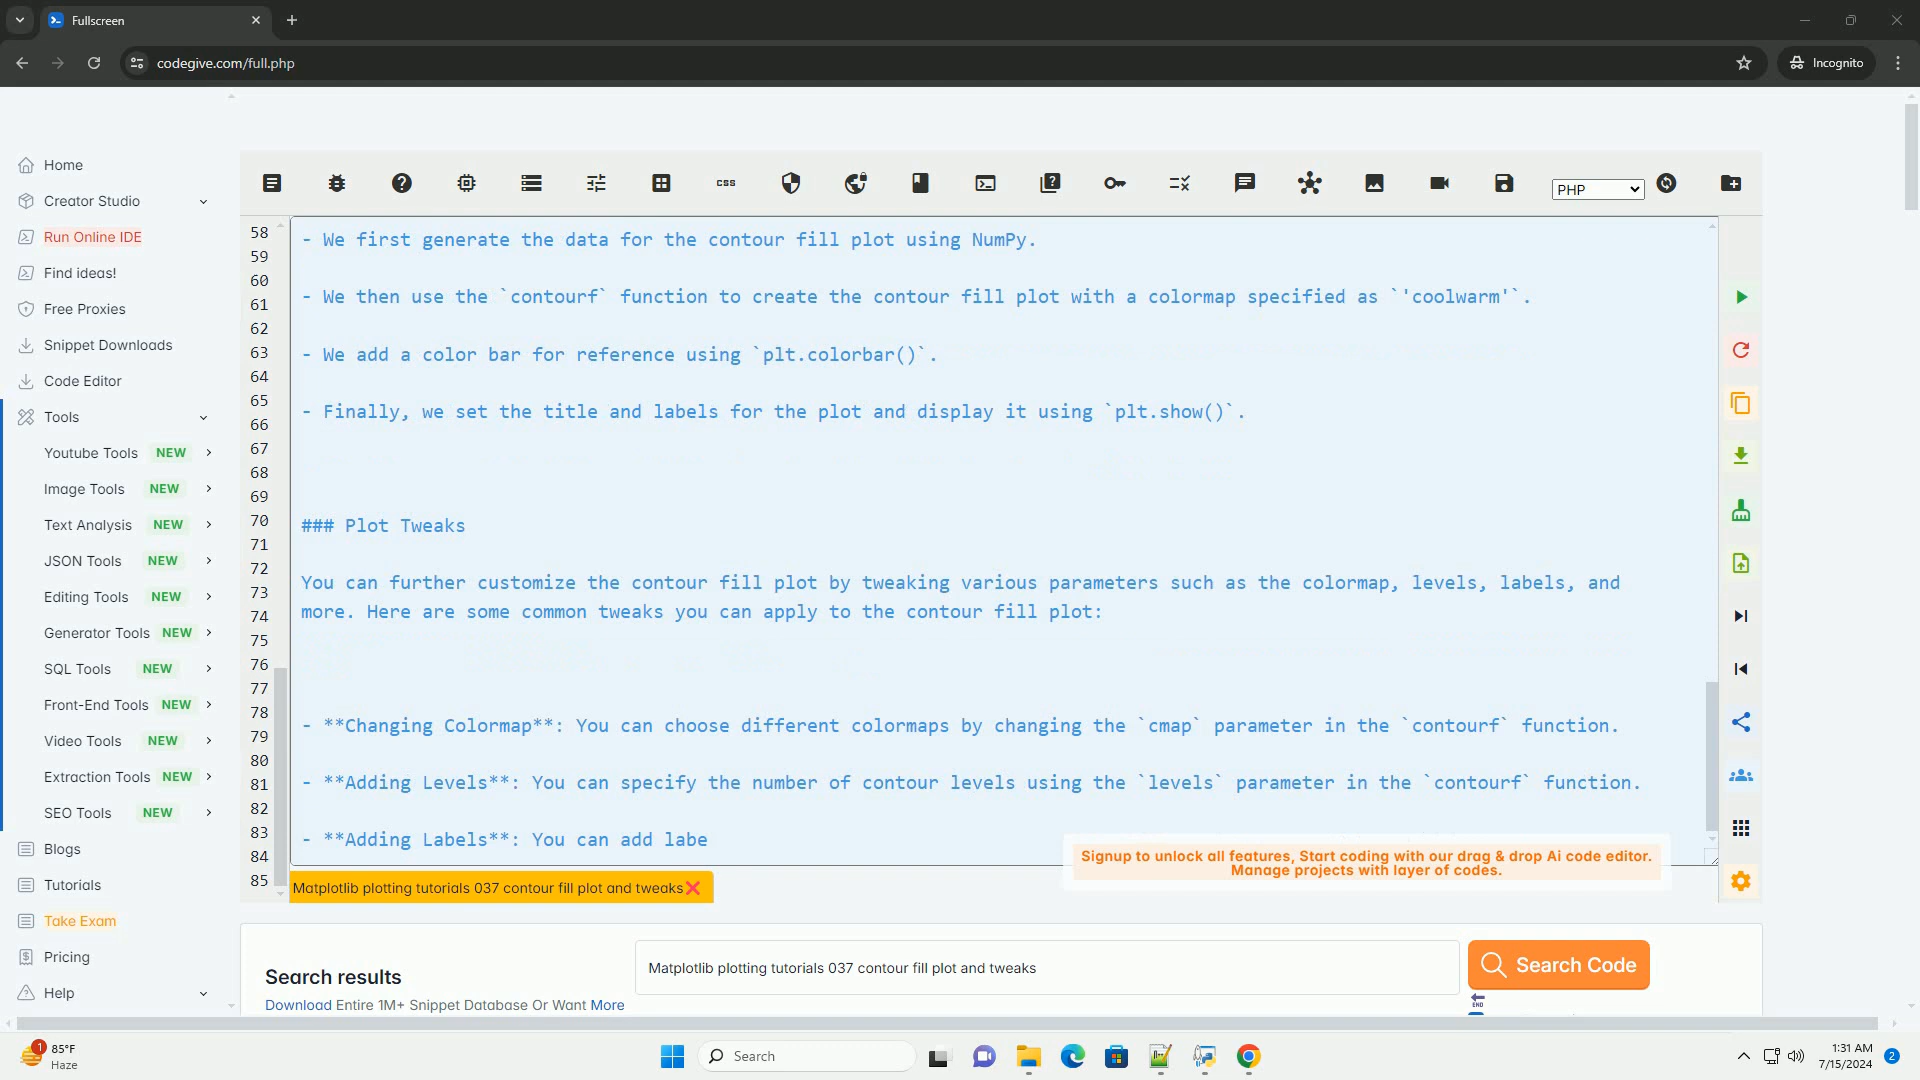 Fullscreen
codegive.com/full.php
Incognito
Home
Creator Studio
Run Online IDE
Find ideas!
Free Proxies
Snippet Downloads
Code Editor
Tools
Youtube Tools NEW
Image Tools NEW
Text Analysis NEW
JSON Tools NEW
Editing Tools NEW
Generator Tools NEW
SQL Tools NEW
Front-End Tools NEW
Video Tools NEW
Extraction Tools NEW
SEO Tools NEW
Blogs
Tutorials
Take Exam
Pricing
Help
css
PHP
58
59
60
61
62
63
64
65
66
67
68
69
70
71
72
73
74
75
76
77
78
79
80
81
82
83
84
85
- We first generate the data for the contour fill plot using NumPy.
- We then use the `contourf` function to create the contour fill plot with a colormap specified as `'coolwarm'`.
- We add a color bar for reference using `plt.colorbar()`.
- Finally, we set the title and labels for the plot and display it using `plt.show()`.
### Plot Tweaks
You can further customize the contour fill plot by tweaking various parameters such as the colormap, levels, labels, and
more. Here are some common tweaks you can apply to the contour fill plot:
- **Changing Colormap**: You can choose different colormaps by changing the `cmap` parameter in the `contourf` function.
- **Adding Levels**: You can specify the number of contour levels using the `levels` parameter in the `contourf` function.
- **Adding Labels**: You can add labe
Signup to unlock all features, Start coding with our drag & drop Ai code editor.
Manage projects with layer of codes.
Matplotlib plotting tutorials 037 contour fill plot and tweaks
Search results
Download Entire 1M+ Snippet Database Or Want More
Matplotlib plotting tutorials 037 contour fill plot and tweaks
Search Code
END
1
85°F
Haze
Search
1:31 AM
7/15/2024
2